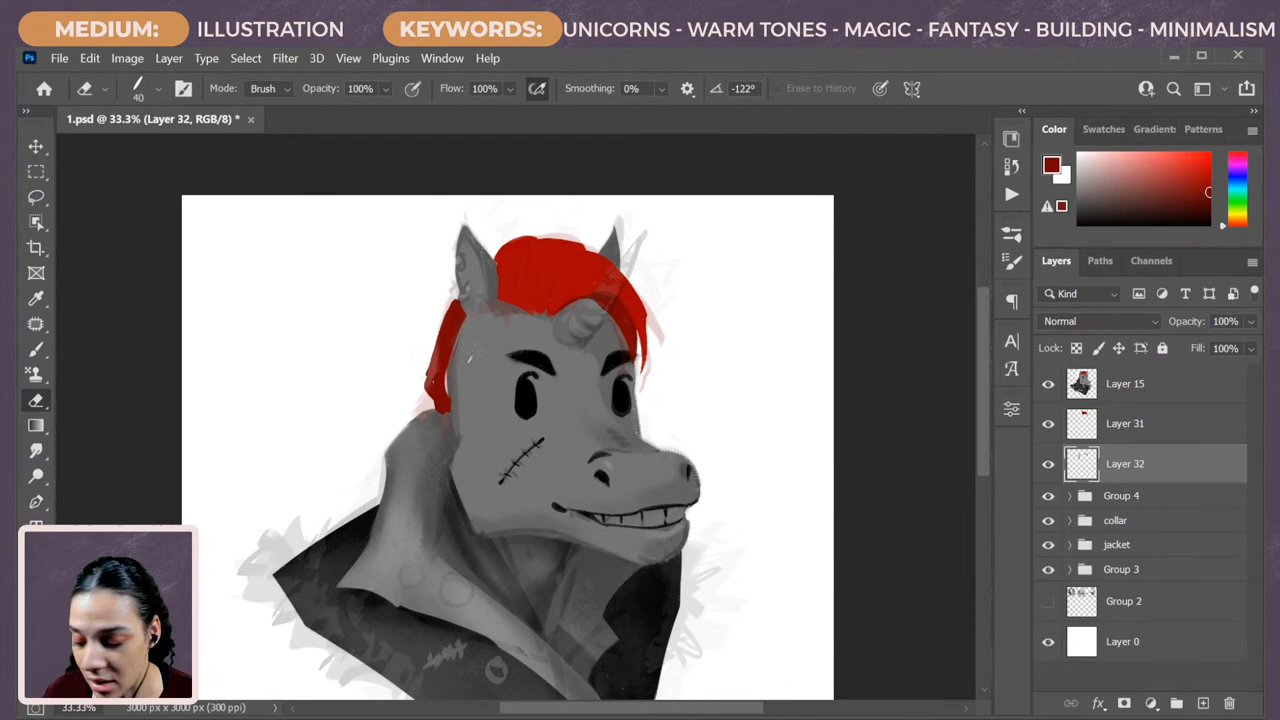 MEDIUM: ILLUSTRATION KEYWORDS: UNICORNS - WARM TONES - MAGIC - FANTASY - BUILDING - MINIMALISM
Ps File Edit Image Layer Type Select Filter 3D View Plugins Window Help
40 Mode: Brush Opacity: 100% Flow: 100% Smoothing: 0% -122° Erase to History
1.psd @ 33.3% (Layer 32, RGB/8) *
Color Swatches Gradient: Patterns
Layers Paths Channels
Kind
Normal Opacity: 100%
Lock: Fill: 100%
Layer 15
Layer 31
Layer 32
Group 4
collar
jacket
Group 3
Group 2
Layer 0
33.33% 3000 px x 3000 px (300 ppi)
fx